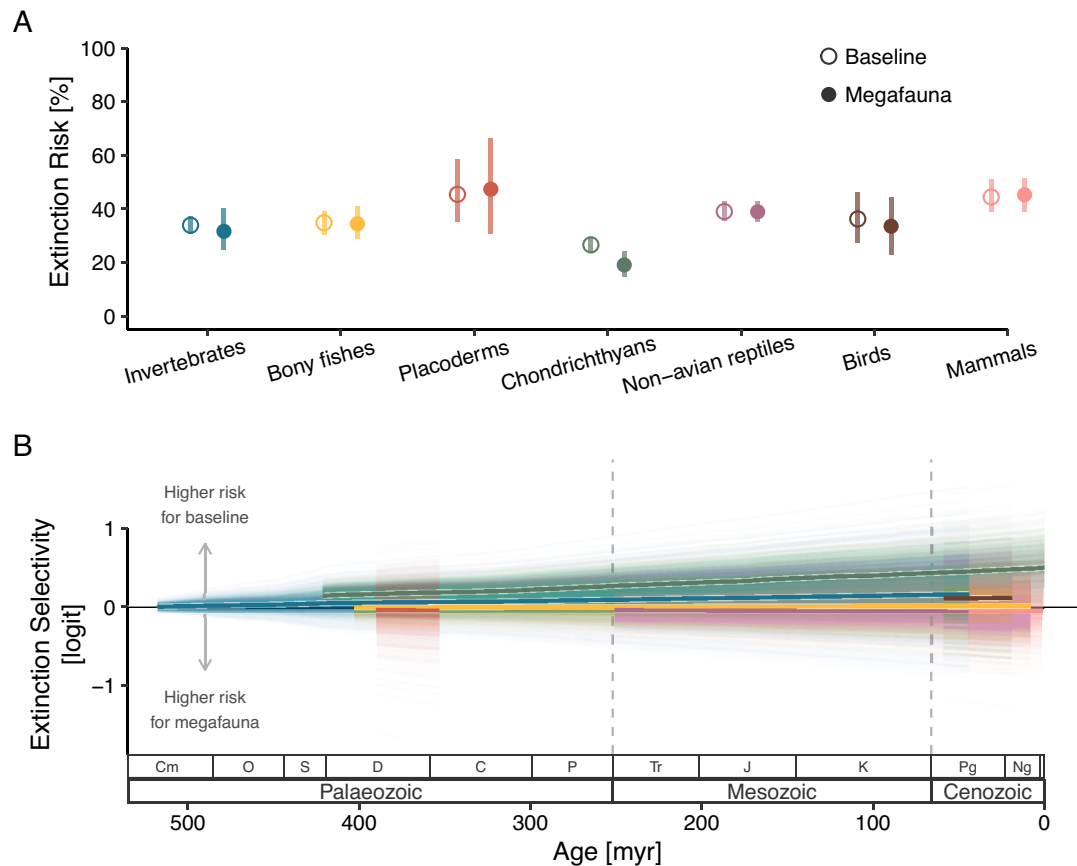 A
Extinction Risk [%]
100
80
60
40
20
0
Baseline
Megafauna
Invertebrates
Bony fishes
Placoderms
Chondrichthyans
Non−avian reptiles
Birds
Mammals
B
Extinction Selectivity
[logit]
1
0
−1
Higher risk
for baseline
Higher risk
for megafauna
Cm O S D C P Tr J K Pg Ng
Palaeozoic Mesozoic Cenozoic
500 400 300 200 100 0
Age [myr]